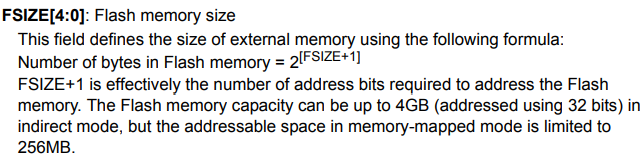 FSIZE[4:0]: Flash memory size
This field defines the size of external memory using the following formula:
Number of bytes in Flash memory = 2[FSIZE+1]
FSIZE+1 is effectively the number of address bits required to address the Flash
memory. The Flash memory capacity can be up to 4GB (addressed using 32 bits) in
indirect mode, but the addressable space in memory-mapped mode is limited to
256MB.